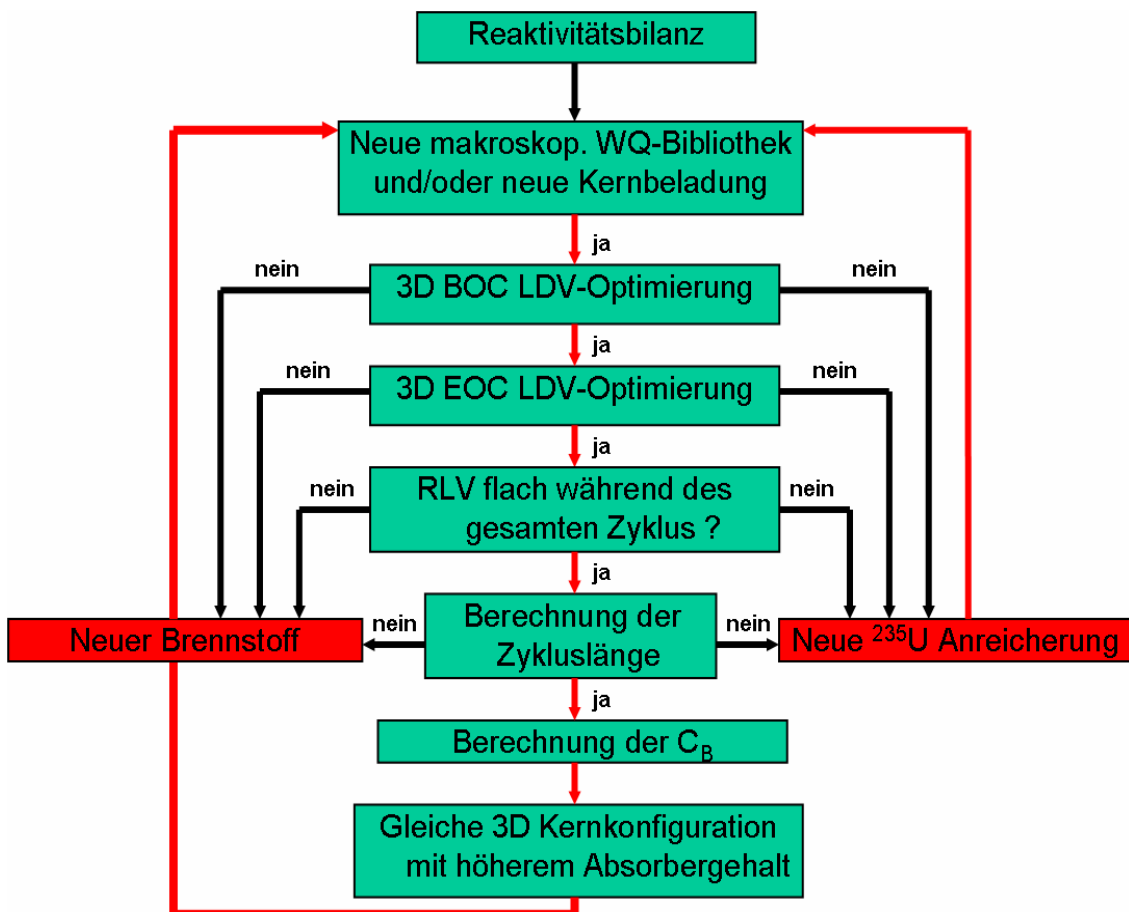 Reaktivitätsbilanz
Neue makroskop. WQ-Bibliothek
und/oder neue Kernbeladung
ja
nein
3D BOC LDV-Optimierung
nein
ja
nein
3D EOC LDV-Optimierung
nein
ja
nein
RLV flach während des
gesamten Zyklus ?
nein
ja
Neuer Brennstoff
nein
Berechnung der
Zykluslänge
nein
Neue ²³⁵U Anreicherung
ja
Berechnung der C_B
Gleiche 3D Kernkonfiguration
mit höherem Absorbergehalt